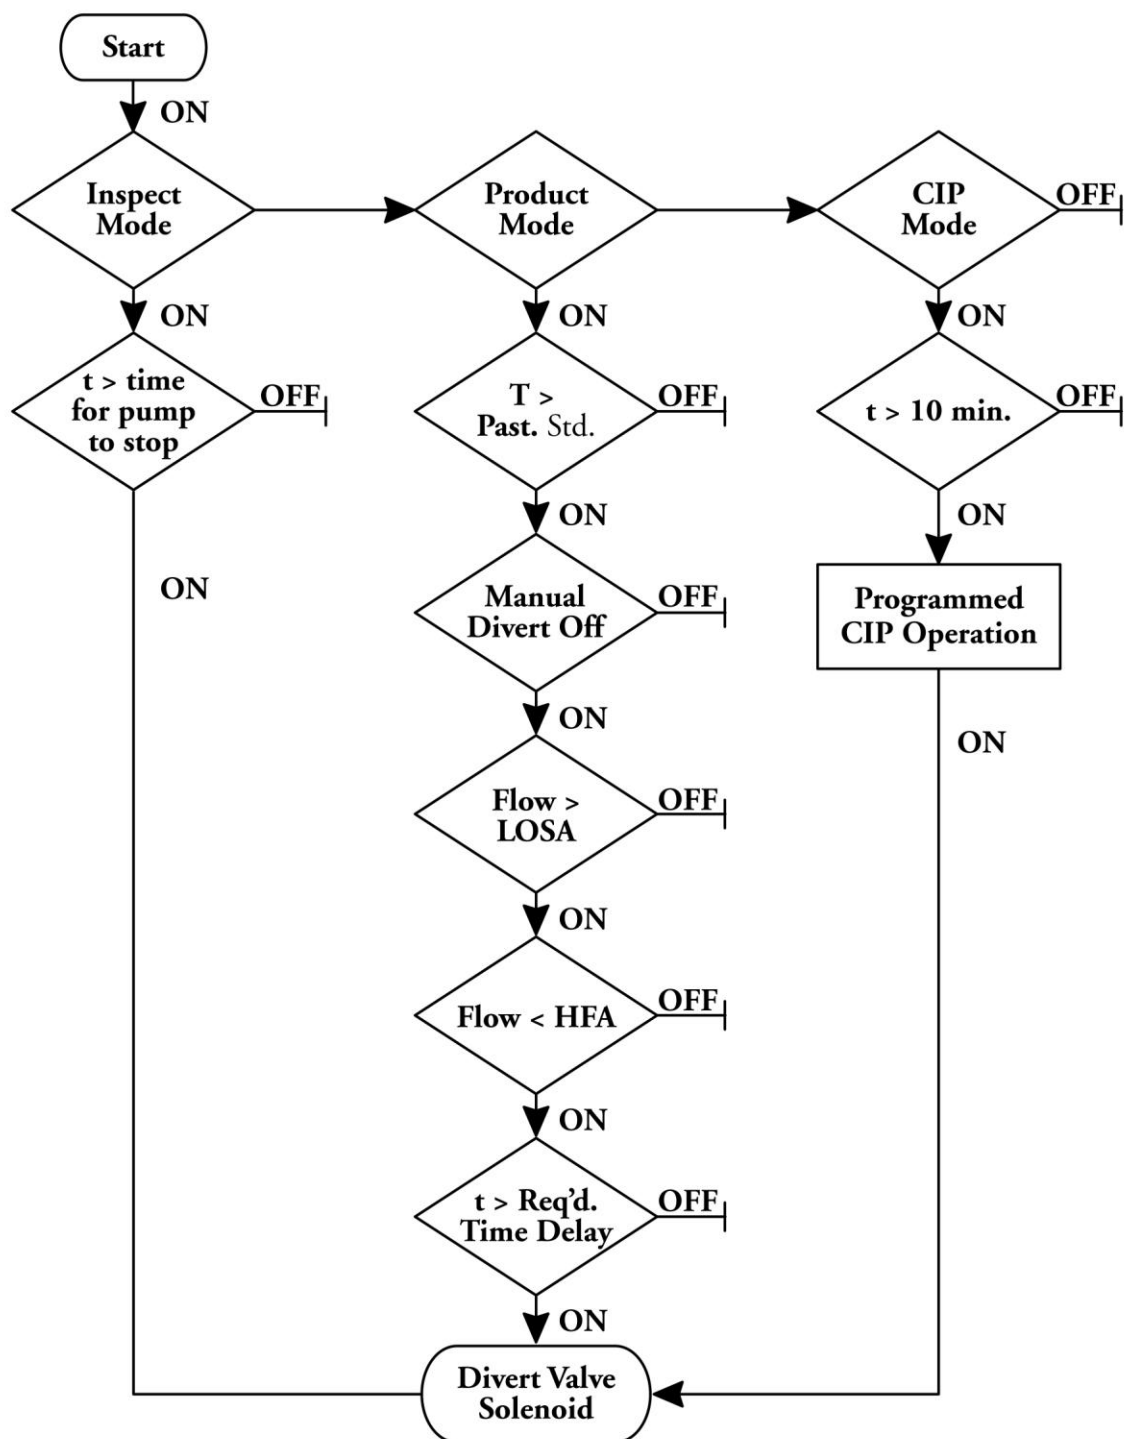 Start
ON
Inspect
Mode
Product
Mode
CIP
Mode
OFF
ON
ON
ON
t > time
for pump
to stop
OFF
T >
Past. Std.
OFF
t > 10 min.
OFF
ON
ON
ON
Manual
Divert Off
OFF
Programmed
CIP Operation
ON
ON
Flow >
LOSA
OFF
ON
Flow < HFA
OFF
ON
t > Req’d.
Time Delay
OFF
ON
Divert Valve
Solenoid